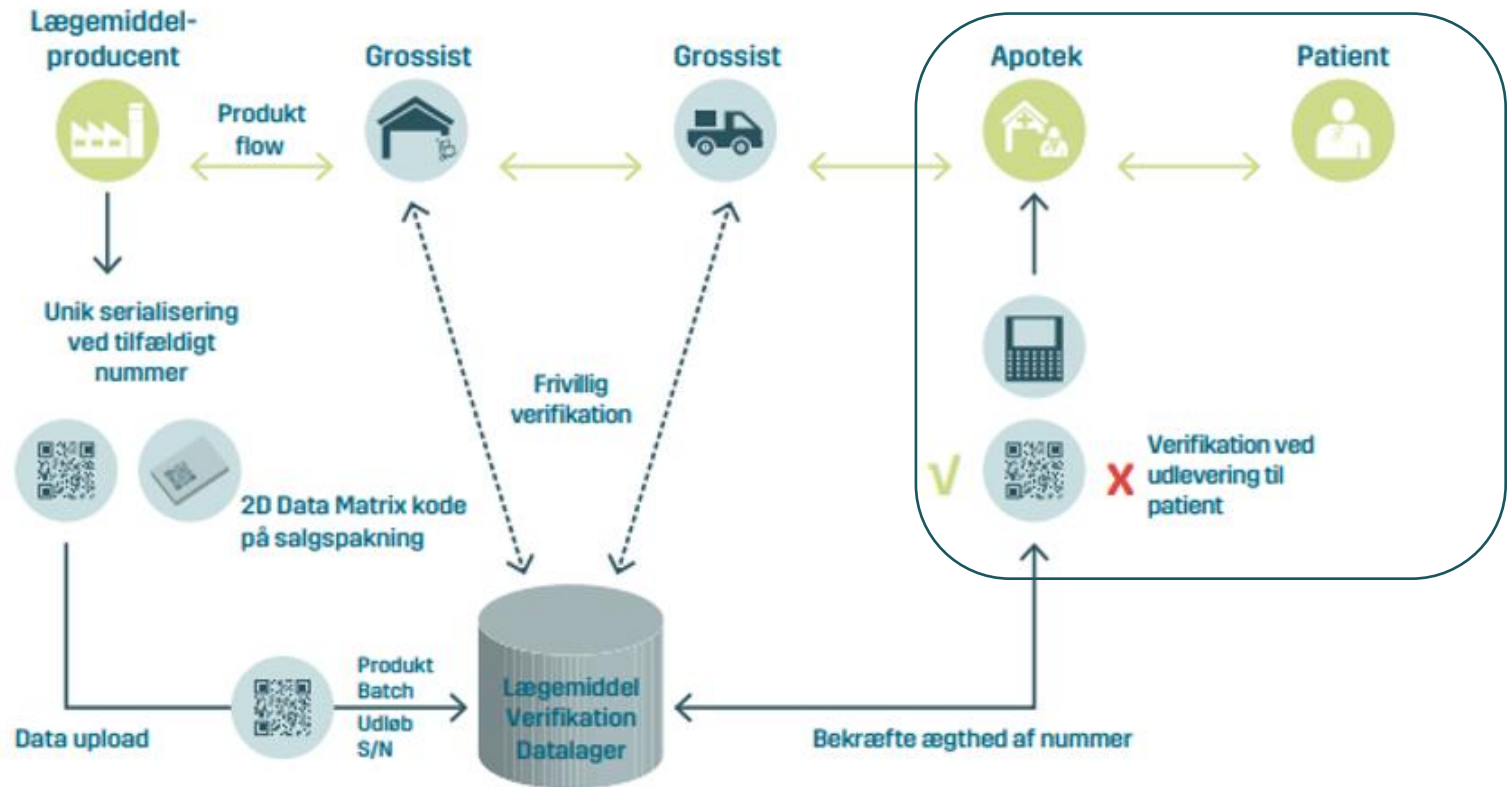 Lægemiddel-
producent
Grossist
Grossist
Apotek
Patient
Produkt
flow
Unik serialisering
ved tilfældigt
nummer
Frivillig
verifikation
2D Data Matrix kode
på salgspakning
√
X
Verifikation ved
udlevering til
patient
Data upload
Produkt
Batch
Udløb
S/N
Lægemiddel
Verifikation
Datalager
Bekræfte ægthed af nummer